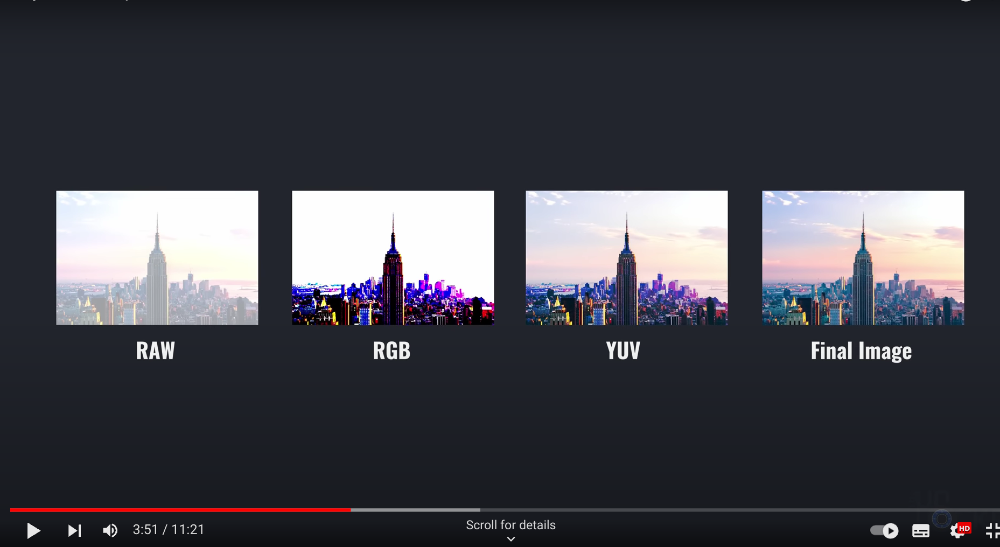 RAW
RGB
YUV
Final Image
3:51 / 11:21
Scroll for details
HD